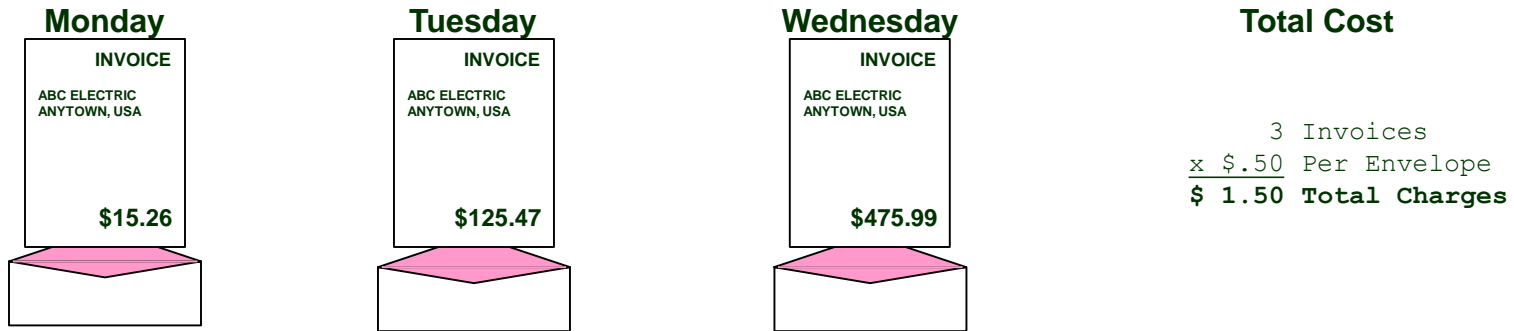 Monday
INVOICE
ABC ELECTRIC
ANYTOWN, USA
$15.26
Tuesday
INVOICE
ABC ELECTRIC
ANYTOWN, USA
$125.47
Wednesday
INVOICE
ABC ELECTRIC
ANYTOWN, USA
$475.99
Total Cost
3 Invoices
x $.50 Per Envelope
$ 1.50 Total Charges